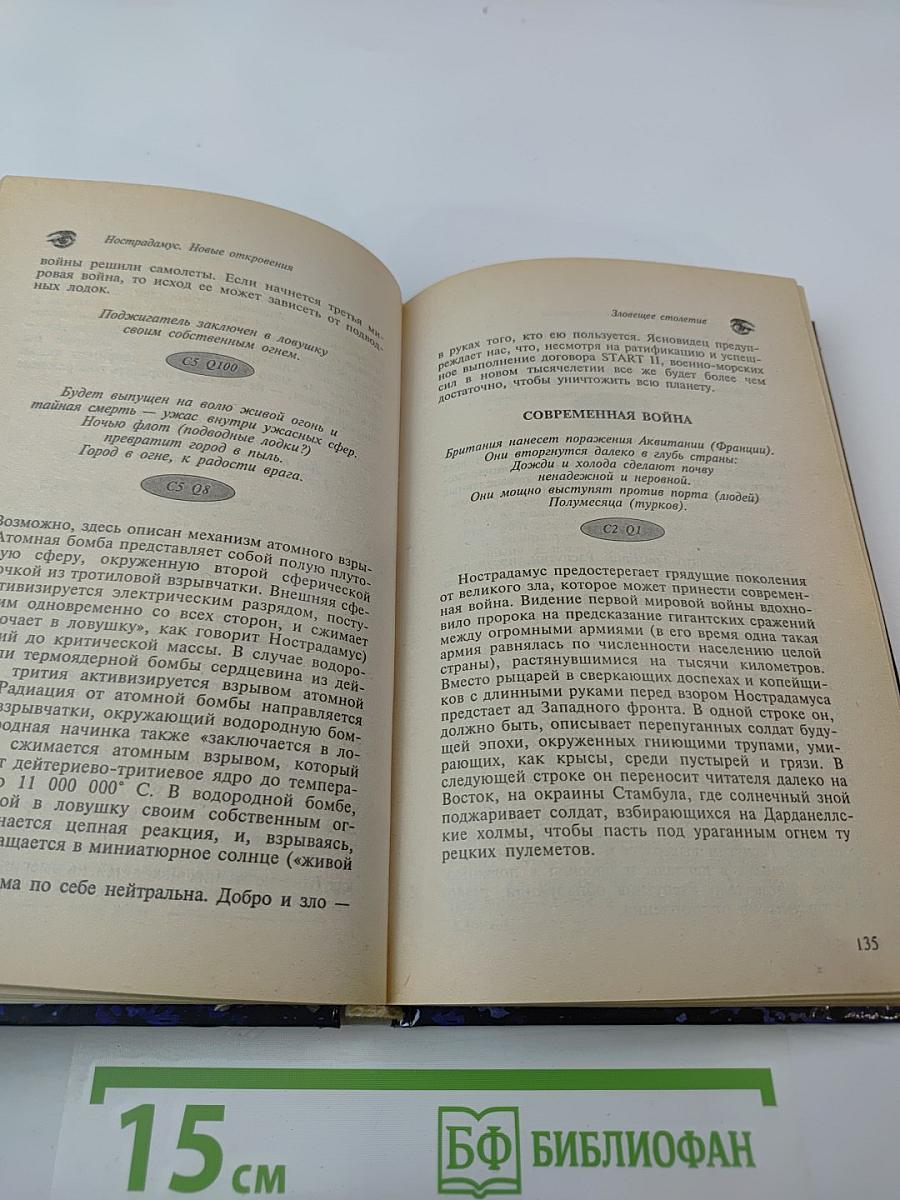 Нострадамус. Новые откровения
войны решили самолеты. Если начнется третья ми-
ровая война, то исход ее может зависеть от подвод-
ных лодок.
Поджигатель заключен в ловушку
своим собственным огнем.
C5 Q100
Будет выпущен на волю живой огонь и
тайная смерть — ужас внутри ужасных сфер.
Ночью флот (подводные лодки?)
превратит город в пыль.
Город в огне, к радости врага.
C5 Q8
Возможно, здесь описан механизм атомного взры-
Атомная бомба представляет собой полую плуто-
ую сферу, окруженную второй сферической
очкой из тротиловой взрывчатки. Внешняя сфе-
тивизируется электрическим разрядом, посту-
им одновременно со всех сторон, и сжимает
ючает в ловушку», как говорит Нострадамус)
ий до критической массы. В случае водоро-
ли термоядерной бомбы сердцевина из дей-
трития активизируется взрывом атомной
Радиация от атомной бомбы направляется
взрывчатки, окружающий водородную бом-
родная начинка также «заключается в ло-
сжимается атомным взрывом, который
т дейтериево-тритиевое ядро до темпера-
о 11 000 000° С. В водородной бомбе,
ой в ловушку своим собственным ог-
нается цепная реакция, и, взрываясь,
ащается в миниатюрное солнце («живой
ма по себе нейтральна. Добро и зло —
Зловещее столетие
в руках того, кто ею пользуется. Ясновидец предуп-
реждает нас, что, несмотря на ратификацию и успеш-
ное выполнение договора START II, военно-морских
сил в новом тысячелетии все же будет более чем
достаточно, чтобы уничтожить всю планету.
СОВРЕМЕННАЯ ВОЙНА
Британия нанесет поражения Аквитании (Франции).
Они вторгнутся далеко в глубь страны:
Дожди и холода сделают почву
ненадежной и неровной.
Они мощно выступят против порта (людей)
Полумесяца (турков).
C2 Q1
Нострадамус предостерегает грядущие поколения
от великого зла, которое может принести современ-
ная война. Видение первой мировой войны вдохно-
вило пророка на предсказание гигантских сражений
между огромными армиями (в его время одна такая
армия равнялась по численности населению целой
страны), растянувшимися на тысячи километров.
Вместо рыцарей в сверкающих доспехах и копейщи-
ков с длинными руками перед взором Нострадамуса
предстает ад Западного фронта. В одной строке он,
должно быть, описывает перепуганных солдат буду-
щей эпохи, окруженных гниющими трупами, уми-
рающих, как крысы, среди пустырей и грязи. В
следующей строке он переносит читателя далеко на
Восток, на окраины Стамбула, где солнечный зной
поджаривает солдат, взбирающихся на Дарданеллс-
кие холмы, чтобы пасть под ураганным огнем ту
рецких пулеметов.
135
15 см
БФ БИБЛИОФАН